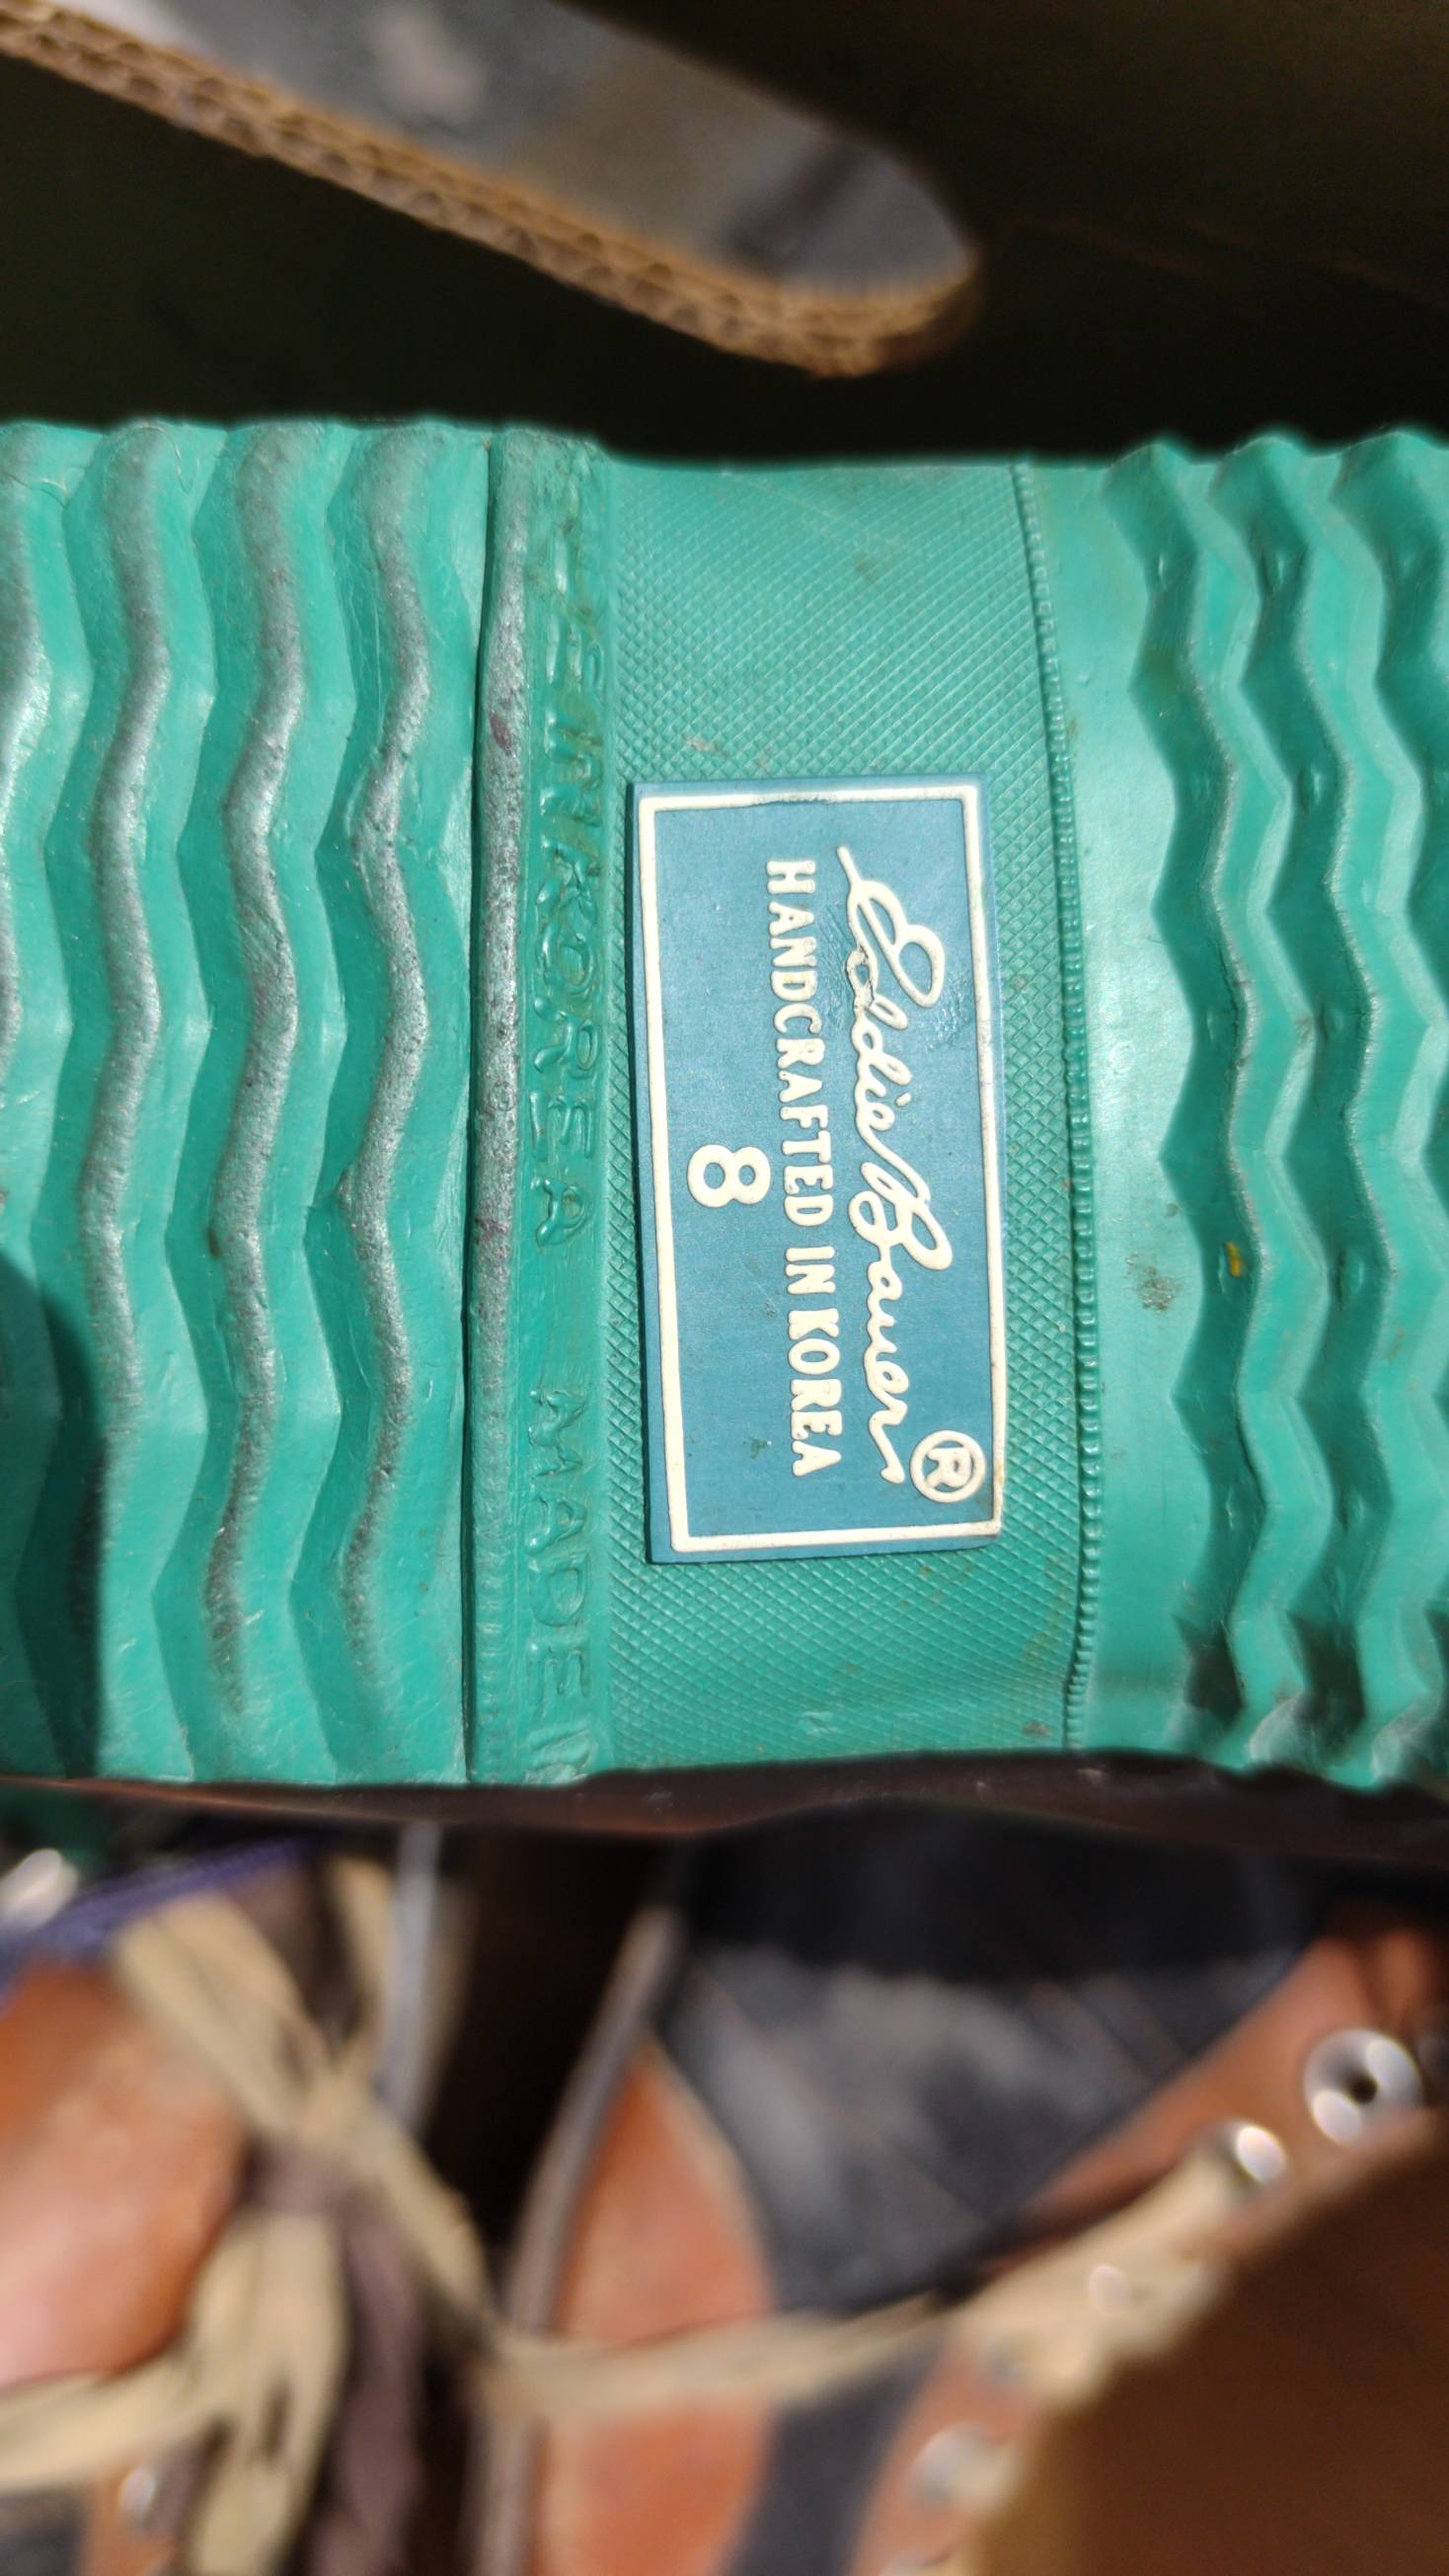 Eddie Bauer®
HANDCRAFTED IN KOREA
8
IN KOREA MADE